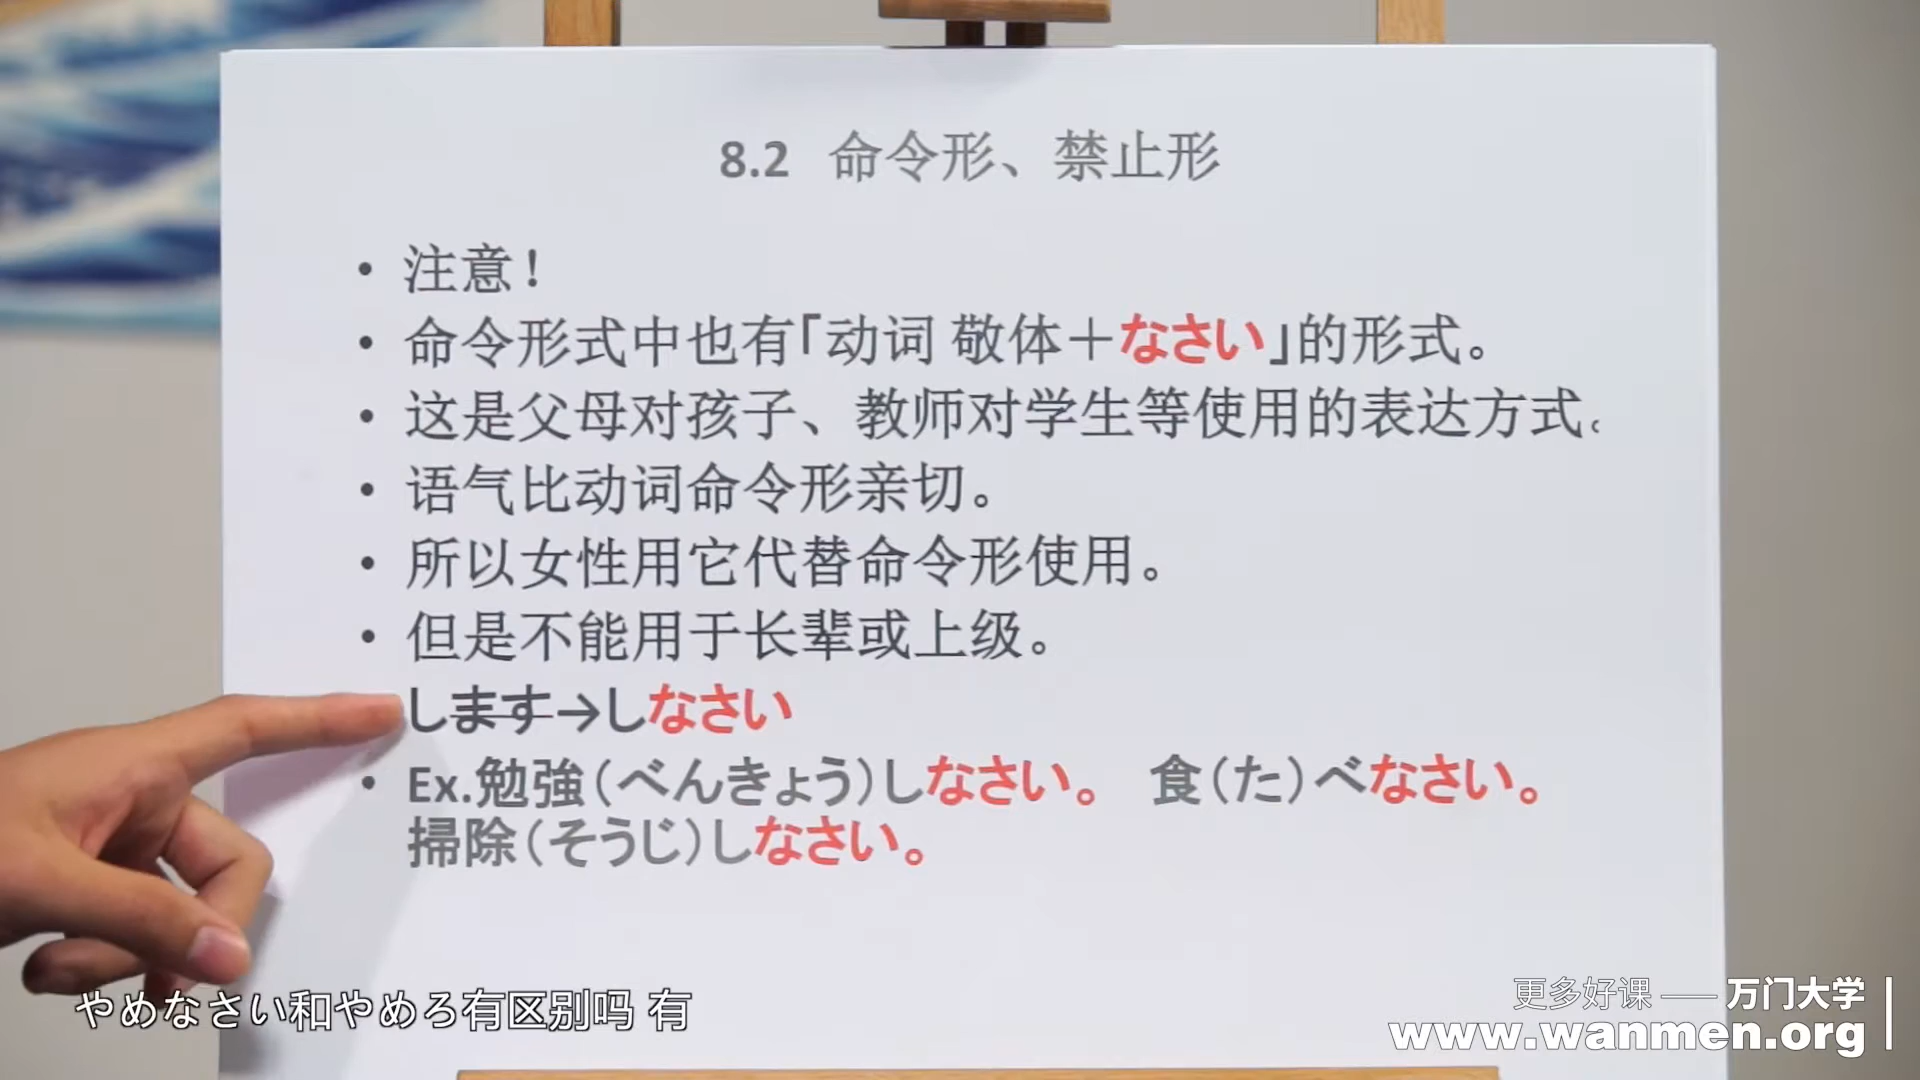 8.2 命令形、禁止形
• 注意！
• 命令形式中也有「动词 敬体＋なさい」的形式。
• 这是父母对孩子、教师对学生等使用的表达方式。
• 语气比动词命令形亲切。
• 所以女性用它代替命令形使用。
• 但是不能用于长辈或上级。
します→しなさい
• Ex.勉強（べんきょう）しなさい。 食（た）べなさい。
掃除（そうじ）しなさい。
やめなさい和やめろ有区别吗 有
更多好课 —— 万门大学
www.wanmen.org